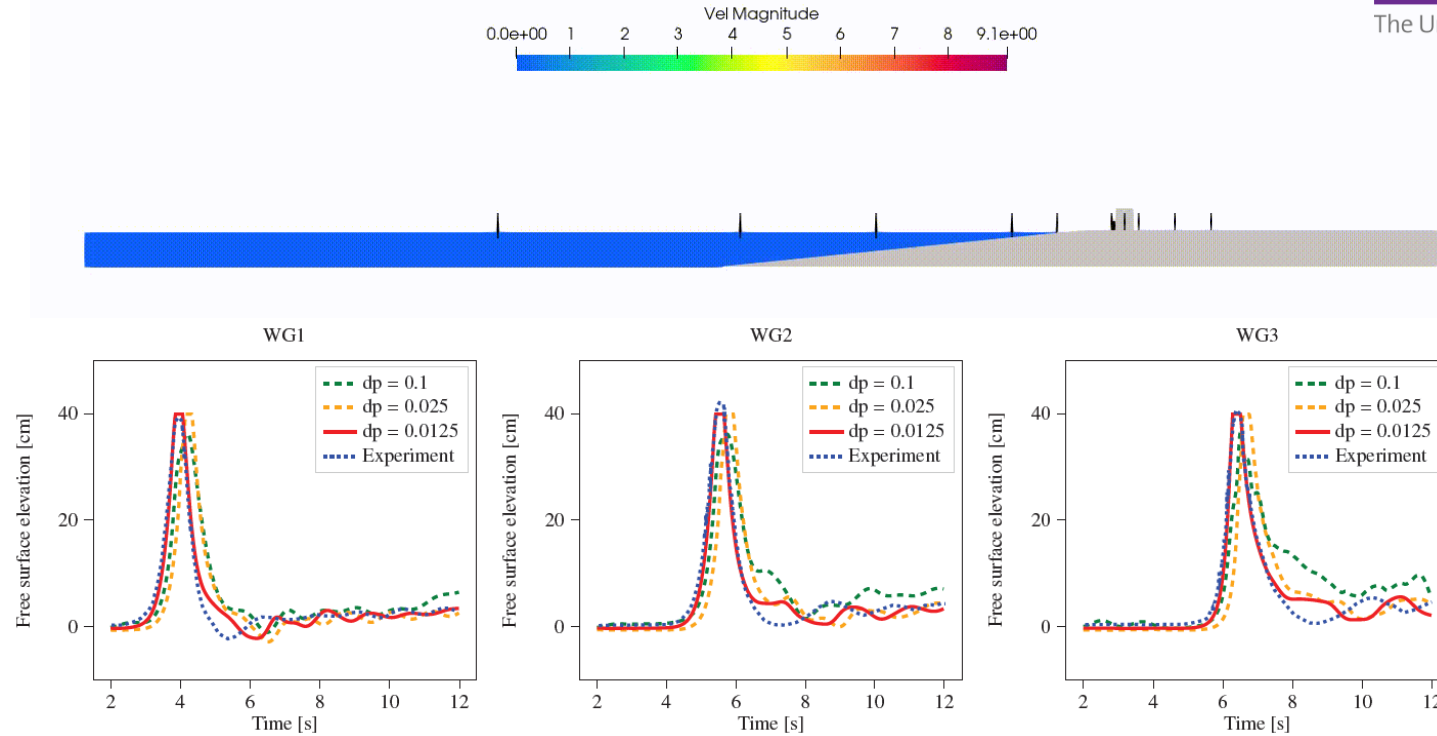 Vel Magnitude
0.0e+00 1 2 3 4 5 6 7 8 9.1e+00
The U
WG1
dp = 0.1
dp = 0.025
dp = 0.0125
Experiment
40
20
0
Free surface elevation [cm]
2 4 6 8 10 12
Time [s]
WG2
dp = 0.1
dp = 0.025
dp = 0.0125
Experiment
40
20
0
Free surface elevation [cm]
2 4 6 8 10 12
Time [s]
WG3
dp = 0.1
dp = 0.025
dp = 0.0125
Experiment
40
20
0
Free surface elevation [cm]
2 4 6 8 10 12
Time [s]